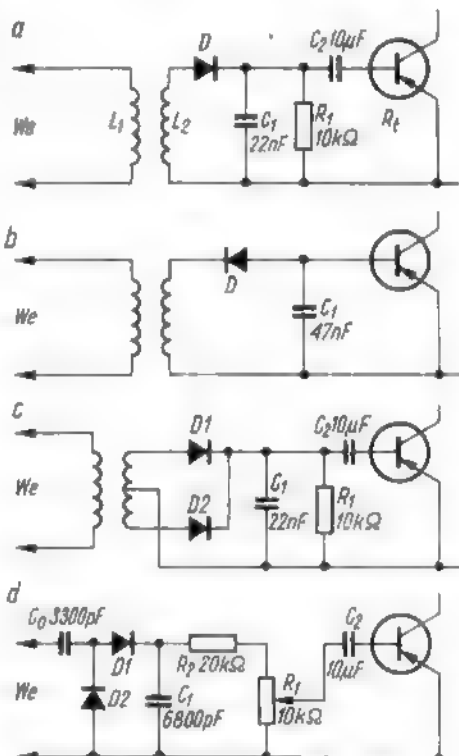 a
D
C₂ 10µF
We
L₁
L₂
C₁
22nF
R₁
10kΩ
Rt
b
We
D
C₁
47nF
c
D1
C₂ 10µF
We
D2
C₁
22nF
R₁
10kΩ
d
C₀ 3300pF
D1
C₂
We
D2
C₁
6800pF
R₂ 20kΩ
R₁
10kΩ
10µF